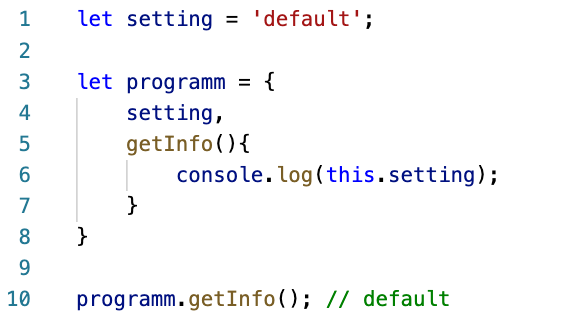 1 let setting = 'default';
2
3 let programm = {
4 setting,
5 getInfo(){
6 console.log(this.setting);
7 }
8 }
9
10 programm.getInfo(); // default